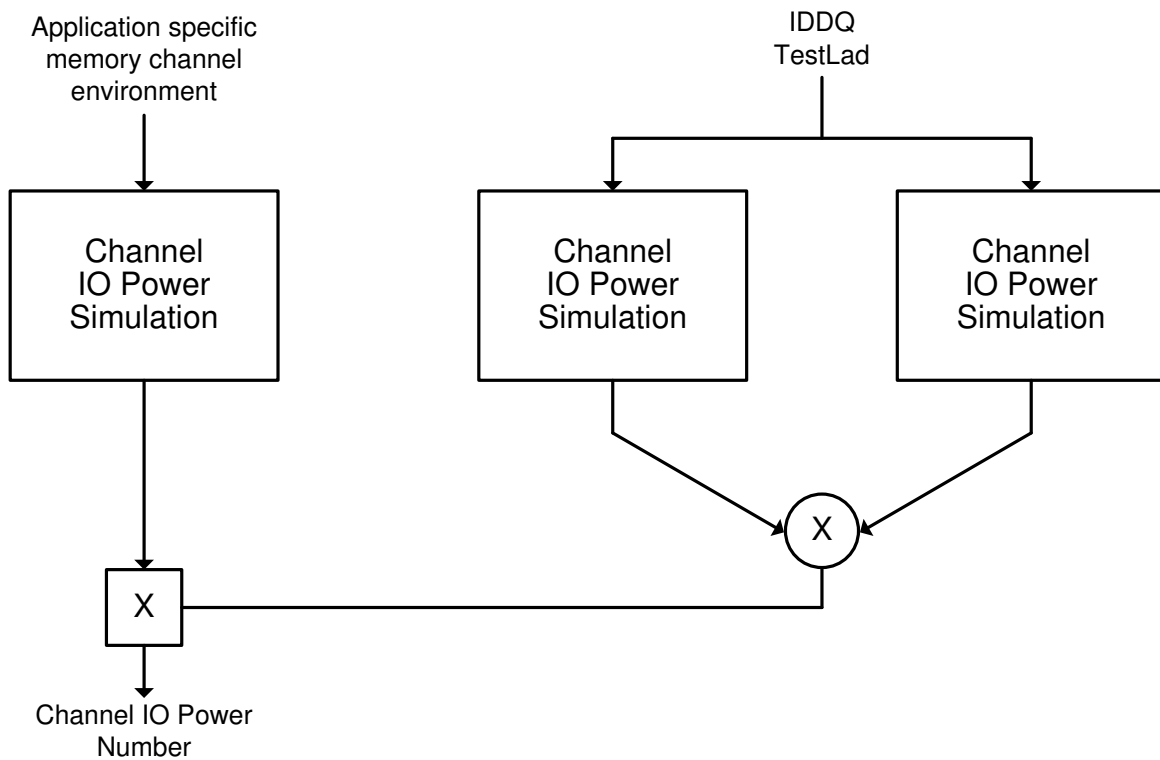 Application specific
memory channel
environment
IDDQ
TestLad
Channel
IO Power
Simulation
Channel
IO Power
Simulation
Channel
IO Power
Simulation
X
X
Channel IO Power
Number